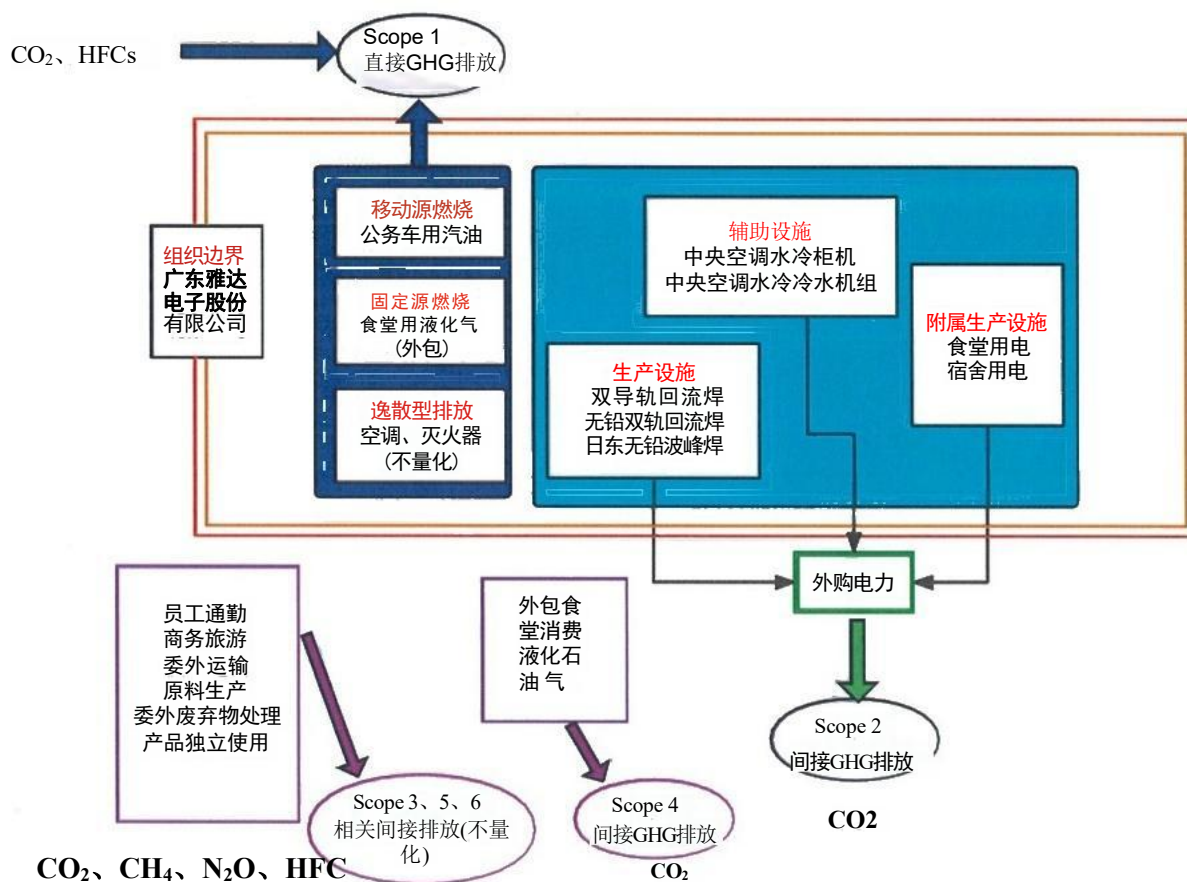 CO₂、HFCs
Scope 1
直接GHG排放
组织边界
广东雅达
电子股份
有限公司
移动源燃烧
公务车用汽油
固定源燃烧
食堂用液化气
(外包)
逸散型排放
空调、灭火器
(不量化)
辅助设施
中央空调水冷柜机
中央空调水冷冷水机组
生产设施
双导轨回流焊
无铅双轨回流焊
日东无铅波峰焊
附属生产设施
食堂用电
宿舍用电
外购电力
Scope 2
间接GHG排放
CO2
员工通勤
商务旅游
委外运输
原料生产
委外废弃物处理
产品独立使用
外包食
堂消费
液化石
油 气
Scope 3、5、6
相关间接排放(不量
化)
Scope 4
间接GHG排放
CO₂
CO₂、CH₄、N₂O、HFC